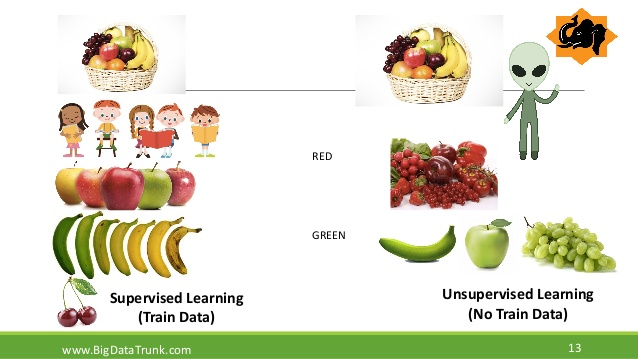 RED
GREEN
Supervised Learning
(Train Data)
Unsupervised Learning
(No Train Data)
www.BigDataTrunk.com
13